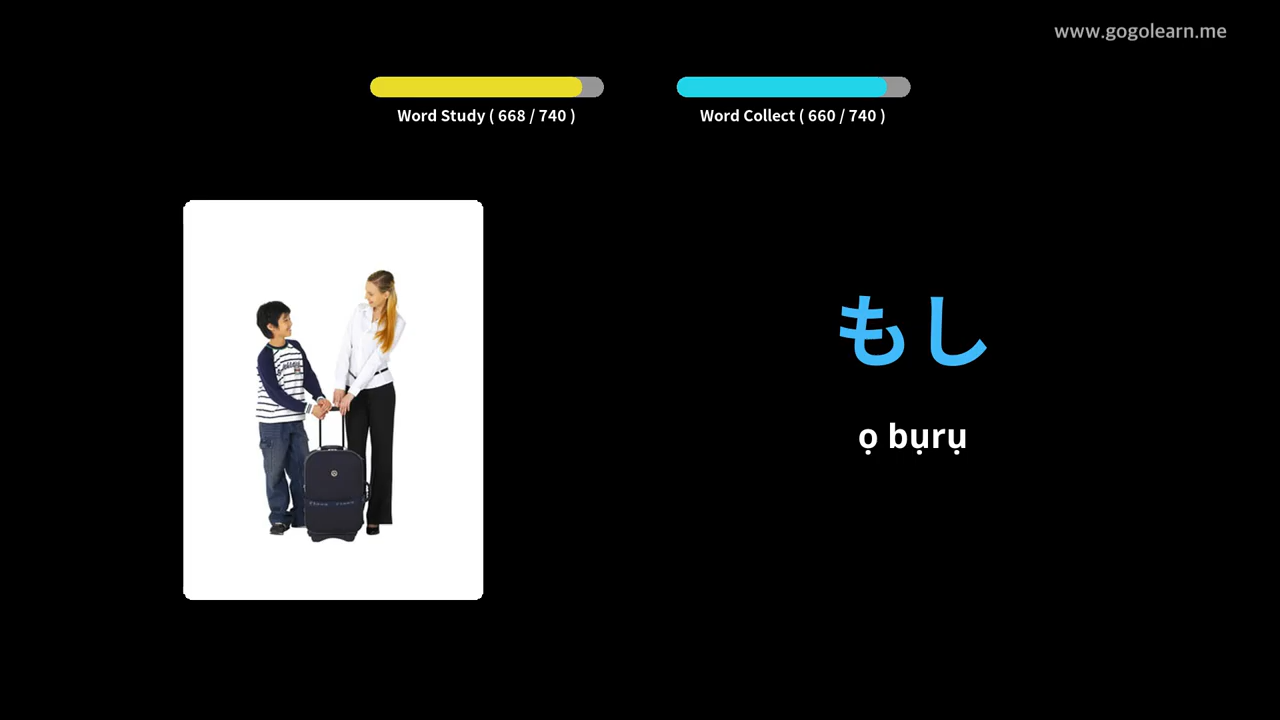 www.gogolearn.me
Word Study ( 668 / 740 )
Word Collect ( 660 / 740 )
もし
ọ bụrụ